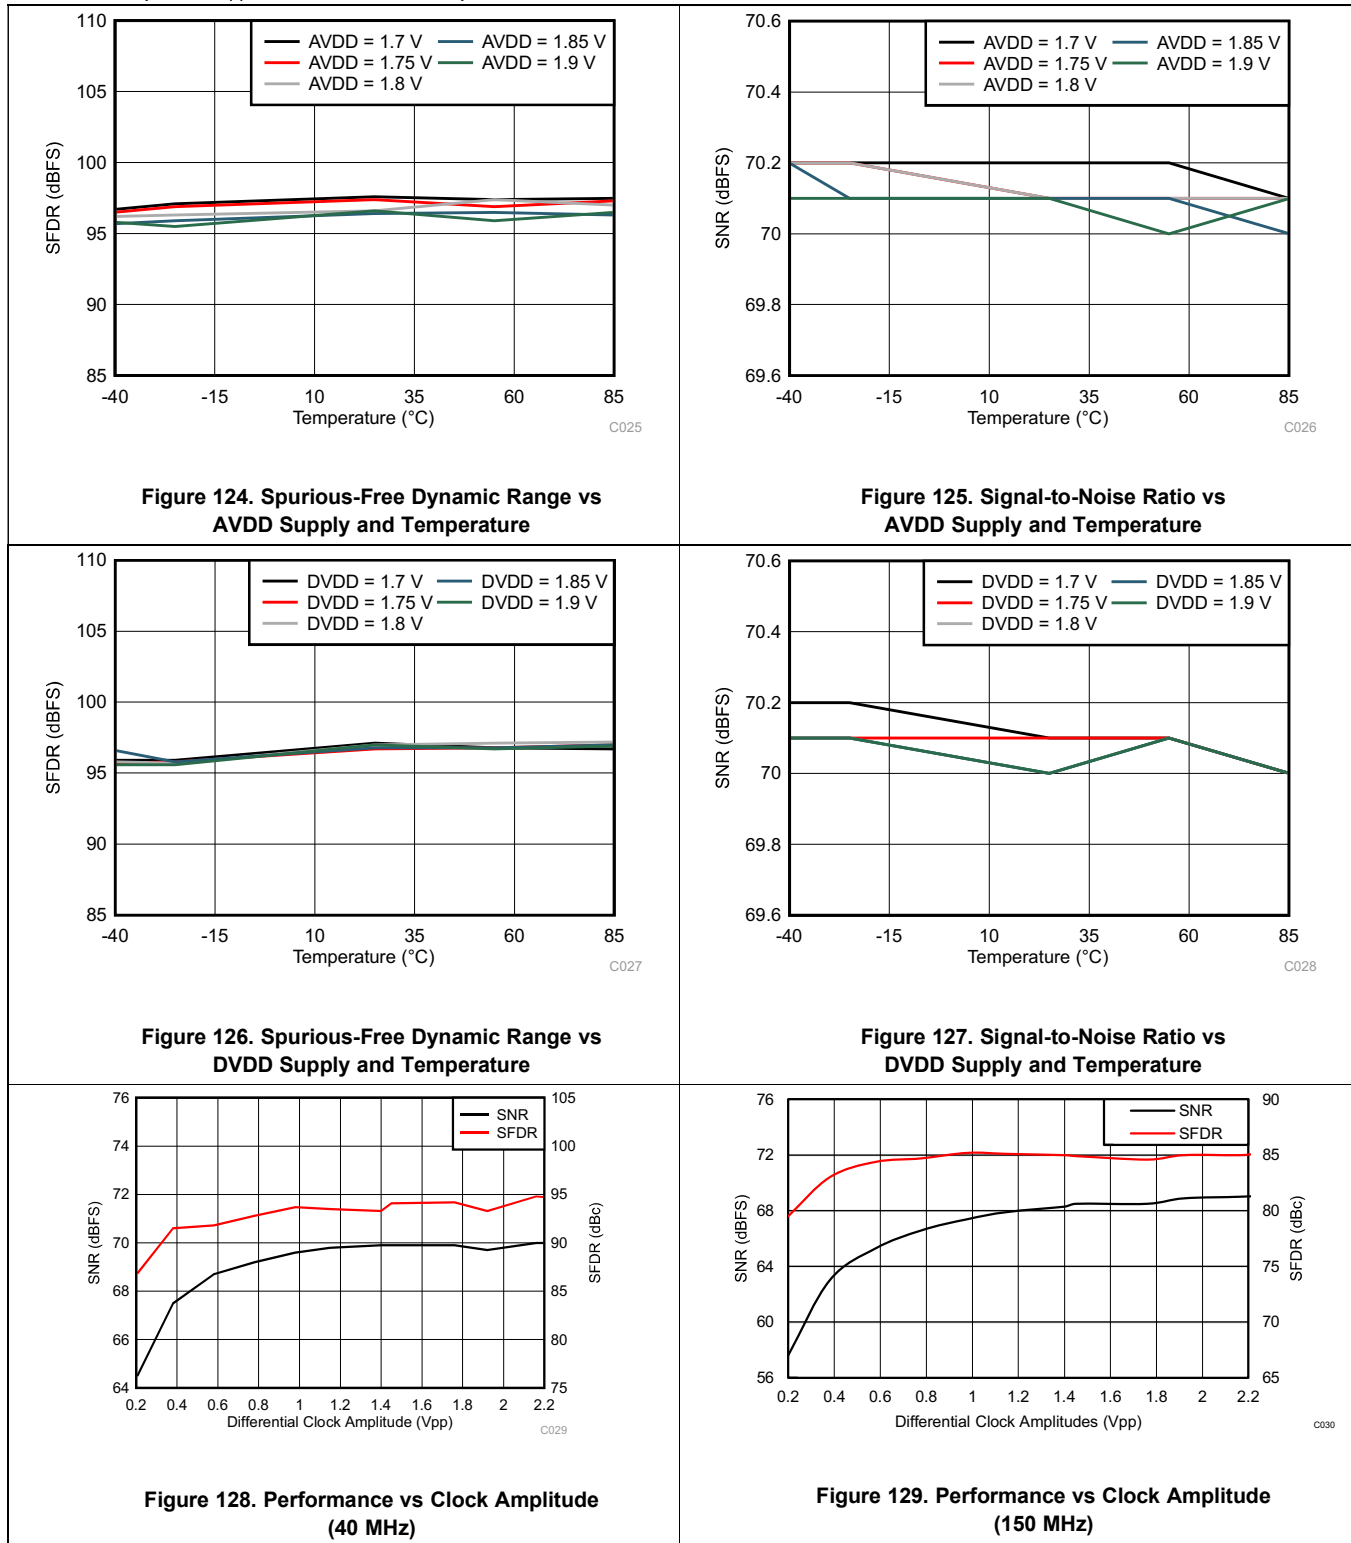 110
105
100
95
90
85
SFDR (dBFS)
AVDD = 1.7 V
AVDD = 1.85 V
AVDD = 1.75 V
AVDD = 1.9 V
AVDD = 1.8 V
-40 -15 10 35 60 85
Temperature (°C)
C025
Figure 124. Spurious-Free Dynamic Range vs
AVDD Supply and Temperature
70.6
70.4
70.2
70
69.8
69.6
SNR (dBFS)
AVDD = 1.7 V
AVDD = 1.85 V
AVDD = 1.75 V
AVDD = 1.9 V
AVDD = 1.8 V
-40 -15 10 35 60 85
Temperature (°C)
C026
Figure 125. Signal-to-Noise Ratio vs
AVDD Supply and Temperature
110
105
100
95
90
85
SFDR (dBFS)
DVDD = 1.7 V
DVDD = 1.85 V
DVDD = 1.75 V
DVDD = 1.9 V
DVDD = 1.8 V
-40 -15 10 35 60 85
Temperature (°C)
C027
Figure 126. Spurious-Free Dynamic Range vs
DVDD Supply and Temperature
70.6
70.4
70.2
70
69.8
69.6
SNR (dBFS)
DVDD = 1.7 V
DVDD = 1.85 V
DVDD = 1.75 V
DVDD = 1.9 V
DVDD = 1.8 V
-40 -15 10 35 60 85
Temperature (°C)
C028
Figure 127. Signal-to-Noise Ratio vs
DVDD Supply and Temperature
76
74
72
70
68
66
64
SNR (dBFS)
SNR
SFDR
105
100
95
90
85
80
75
SFDR (dBc)
0.2 0.4 0.6 0.8 1 1.2 1.4 1.6 1.8 2 2.2
Differential Clock Amplitude (Vpp)
C029
Figure 128. Performance vs Clock Amplitude
(40 MHz)
76
72
68
64
60
56
SNR (dBFS)
SNR
SFDR
90
85
80
75
70
65
SFDR (dBc)
0.2 0.4 0.6 0.8 1 1.2 1.4 1.6 1.8 2 2.2
Differential Clock Amplitudes (Vpp)
C030
Figure 129. Performance vs Clock Amplitude
(150 MHz)